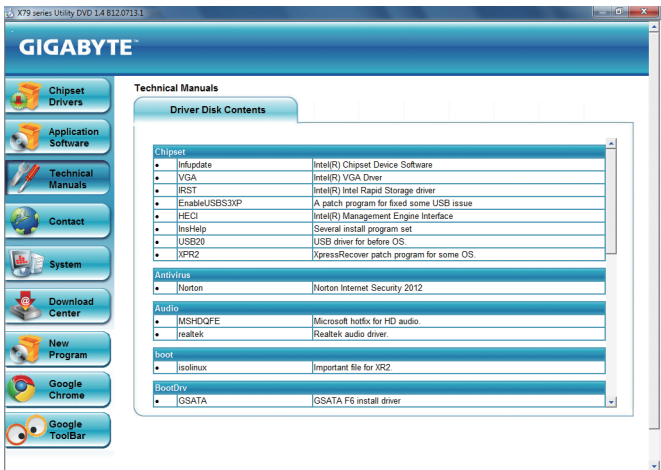 X79 series Utility DVD 1.4 B12.0713.1
GIGABYTE™
Chipset
Drivers
Application
Software
Technical
Manuals
Contact
System
Download
Center
New
Program
Google
Chrome
Google
ToolBar
Technical Manuals
Driver Disk Contents
Chipset
• Infupdate Intel(R) Chipset Device Software
• VGA Intel(R) VGA Drver
• IRST Intel(R) Intel Rapid Storage driver
• EnableUSBS3XP A patch program for fixed some USB issue
• HECI Intel(R) Management Engine Interface
• InsHelp Several install program set
• USB20 USB driver for before OS.
• XPR2 XpressRecover patch program for some OS.
Antivirus
• Norton Norton Internet Security 2012
Audio
• MSHDQFE Microsoft hotfix for HD audio.
• realtek Realtek audio driver.
boot
• isolinux Important file for XR2.
BootDrv
• GSATA GSATA F6 install driver